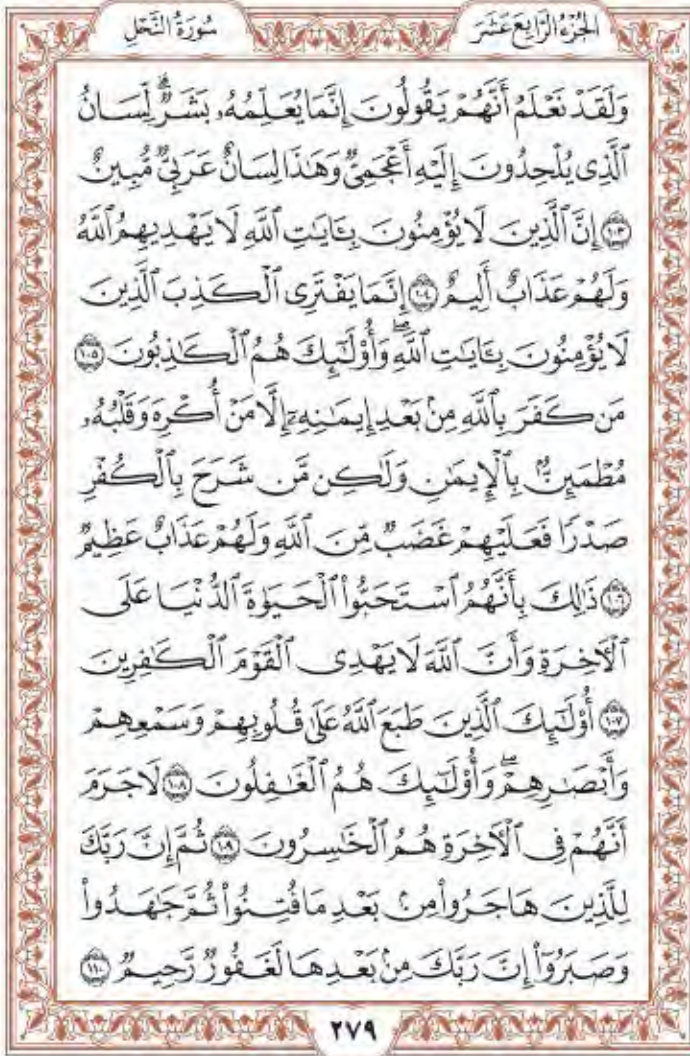 الجُزْءُ الرَّابِعَ عَشَرَ
سُورَةُ النَّحْلِ
وَلَقَدْ نَعْلَمُ أَنَّهُمْ يَقُولُونَ إِنَّمَا يُعَلِّمُهُۥ بَشَرٌۗ لِّسَانُ
ٱلَّذِى يُلْحِدُونَ إِلَيْهِ أَعْجَمِىٌّ وَهَٰذَا لِسَانٌ عَرَبِىٌّ مُّبِينٌ
١٠٣ إِنَّ ٱلَّذِينَ لَا يُؤْمِنُونَ بِـَٔايَٰتِ ٱللَّهِ لَا يَهْدِيهِمُ ٱللَّهُ
وَلَهُمْ عَذَابٌ أَلِيمٌ ١٠٤ إِنَّمَا يَفْتَرِى ٱلْكَذِبَ ٱلَّذِينَ
لَا يُؤْمِنُونَ بِـَٔايَٰتِ ٱللَّهِۖ وَأُو۟لَٰٓئِكَ هُمُ ٱلْكَٰذِبُونَ ١٠٥
مَن كَفَرَ بِٱللَّهِ مِنۢ بَعْدِ إِيمَٰنِهِۦٓ إِلَّا مَنْ أُكْرِهَ وَقَلْبُهُۥ
مُطْمَئِنٌّۢ بِٱلْإِيمَٰنِ وَلَٰكِن مَّن شَرَحَ بِٱلْكُفْرِ
صَدْرًا فَعَلَيْهِمْ غَضَبٌ مِّنَ ٱللَّهِ وَلَهُمْ عَذَابٌ عَظِيمٌ
١٠٦ ذَٰلِكَ بِأَنَّهُمُ ٱسْتَحَبُّوا۟ ٱلْحَيَوٰةَ ٱلدُّنْيَا عَلَى
ٱلْءَاخِرَةِ وَأَنَّ ٱللَّهَ لَا يَهْدِى ٱلْقَوْمَ ٱلْكَٰفِرِينَ
١٠٧ أُو۟لَٰٓئِكَ ٱلَّذِينَ طَبَعَ ٱللَّهُ عَلَىٰ قُلُوبِهِمْ وَسَمْعِهِمْ
وَأَبْصَٰرِهِمْۖ وَأُو۟لَٰٓئِكَ هُمُ ٱلْغَٰفِلُونَ ١٠٨ لَا جَرَمَ
أَنَّهُمْ فِى ٱلْءَاخِرَةِ هُمُ ٱلْخَٰسِرُونَ ١٠٩ ثُمَّ إِنَّ رَبَّكَ
لِلَّذِينَ هَاجَرُوا۟ مِنۢ بَعْدِ مَا فُتِنُوا۟ ثُمَّ جَٰهَدُوا۟
وَصَبَرُوٓا۟ إِنَّ رَبَّكَ مِنۢ بَعْدِهَا لَغَفُورٌ رَّحِيمٌ ١١٠
٢٧٩